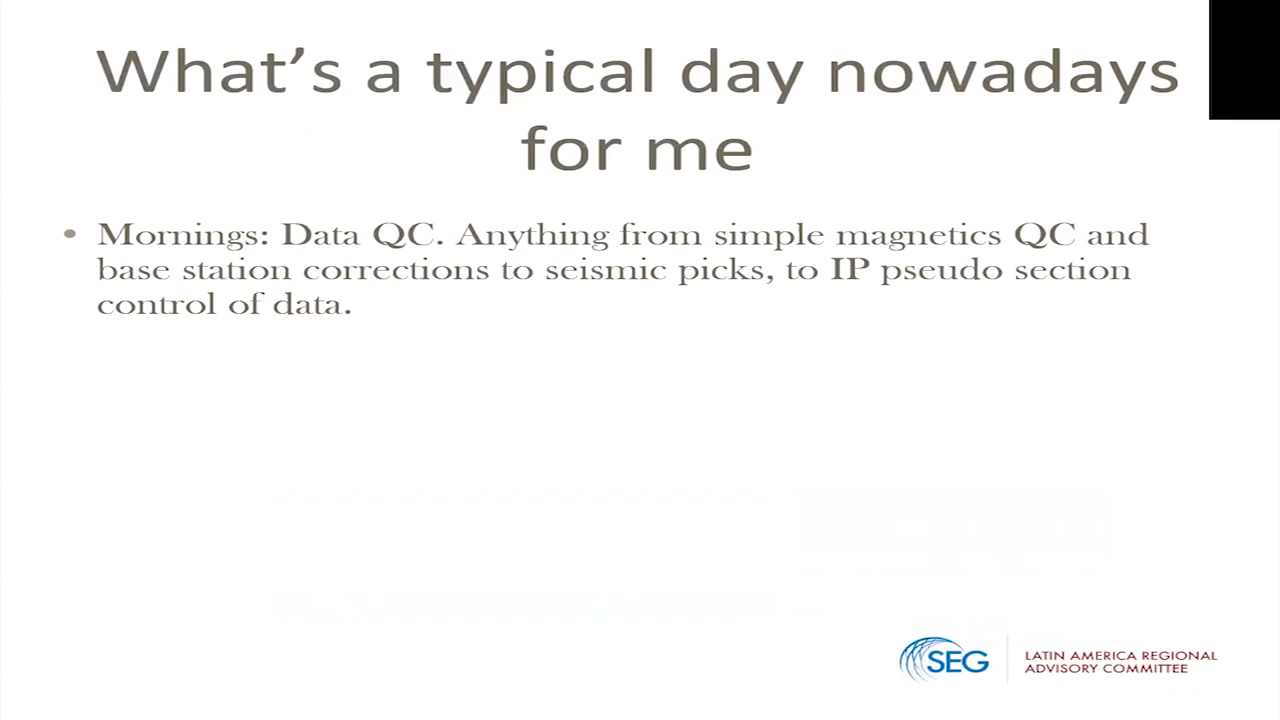 What's a typical day nowadays
for me
• Mornings: Data QC. Anything from simple magnetics QC and
base station corrections to seismic picks, to IP pseudo section
control of data.
SEG
LATIN AMERICA REGIONAL
ADVISORY COMMITTEE